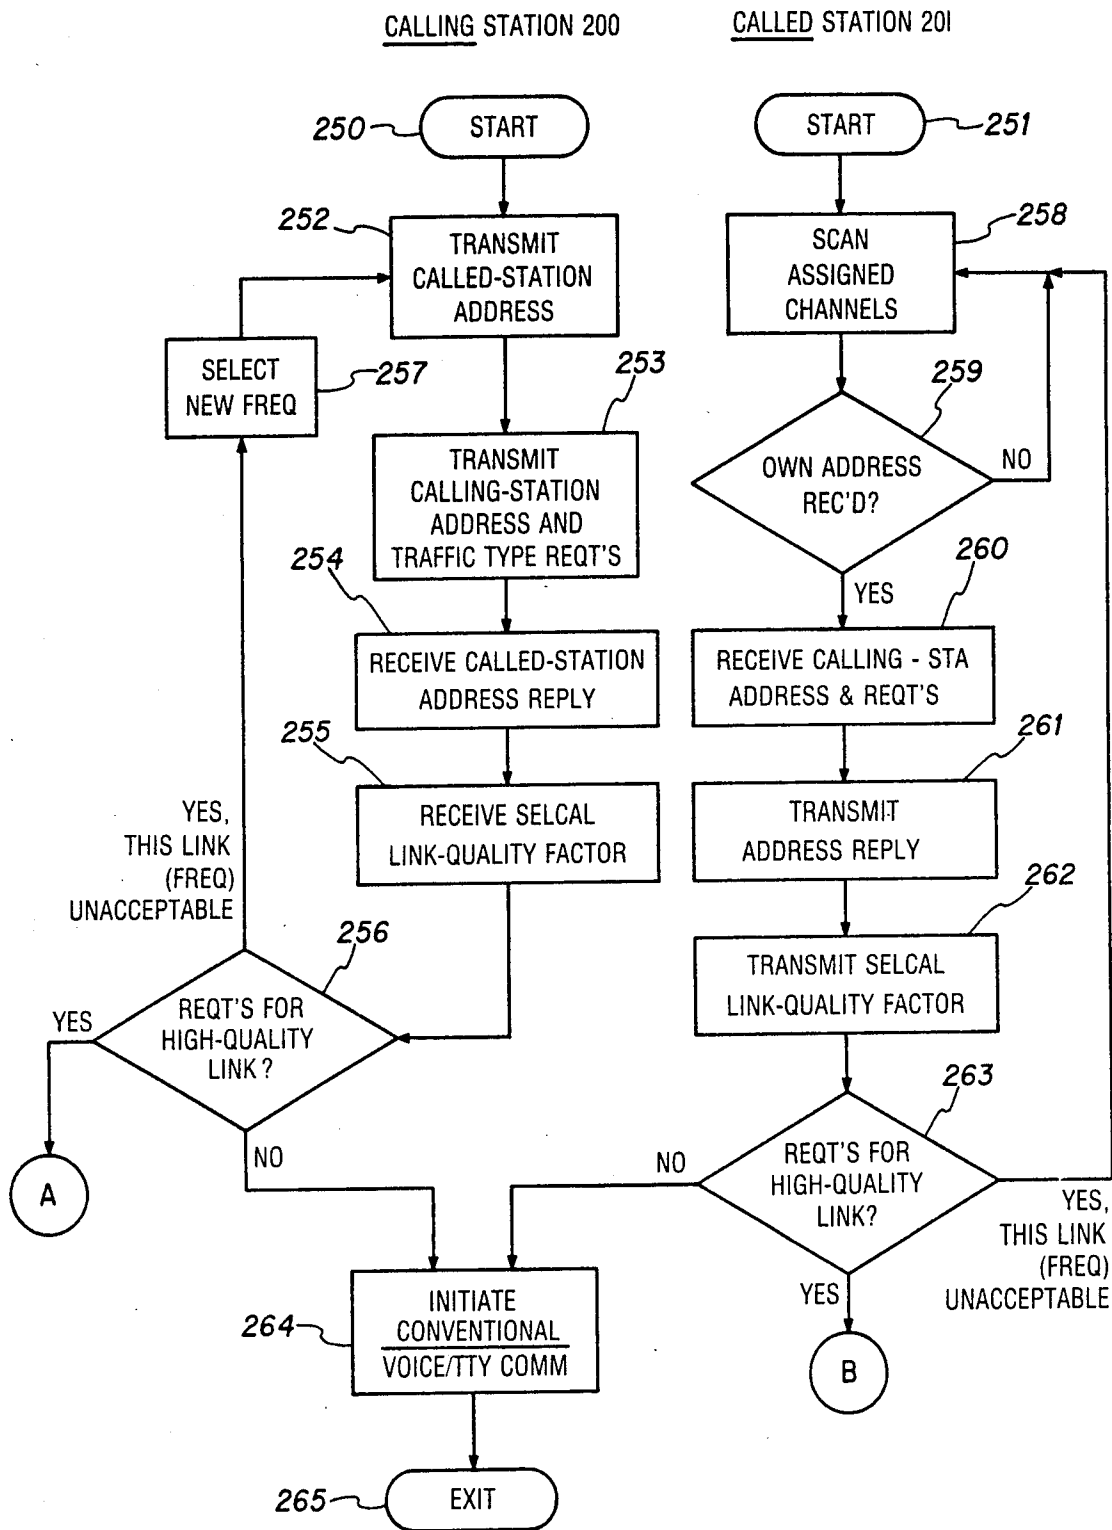 CALLING STATION 200
CALLED STATION 201
250
START
START
251
252
TRANSMIT
CALLED-STATION
ADDRESS
258
SCAN
ASSIGNED
CHANNELS
SELECT
NEW FREQ
257
253
TRANSMIT
CALLING-STATION
ADDRESS AND
TRAFFIC TYPE REQT'S
259
OWN ADDRESS
REC'D?
NO
YES
254
RECEIVE CALLED-STATION
ADDRESS REPLY
260
RECEIVE CALLING - STA
ADDRESS & REQT'S
255
RECEIVE SELCAL
LINK-QUALITY FACTOR
261
TRANSMIT
ADDRESS REPLY
YES,
THIS LINK
(FREQ)
UNACCEPTABLE
256
REQT'S FOR
HIGH-QUALITY
LINK?
YES
A
NO
262
TRANSMIT SELCAL
LINK-QUALITY FACTOR
263
REQT'S FOR
HIGH-QUALITY
LINK?
NO
YES,
THIS LINK
(FREQ)
UNACCEPTABLE
YES
B
264
INITIATE
CONVENTIONAL
VOICE/TTY COMM
265
EXIT